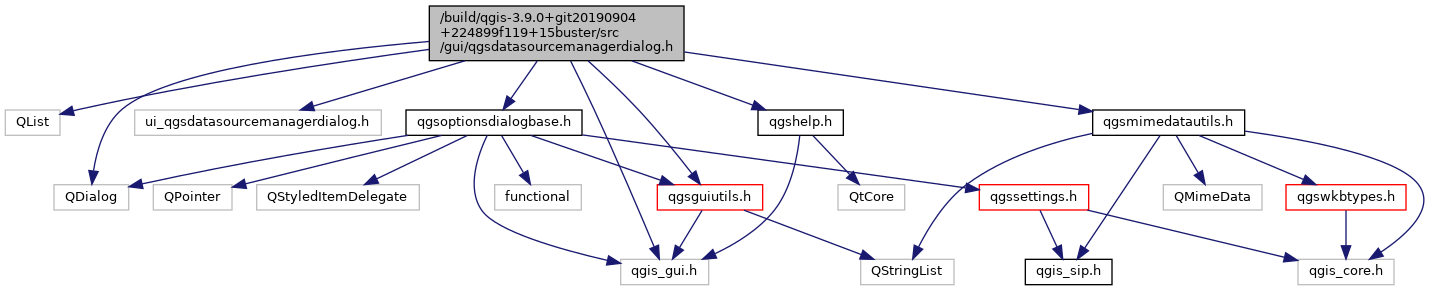 /build/qgis-3.9.0+git20190904
+224899f119+15buster/src
/gui/qgsdatasourcemanagerdialog.h
QList
ui_qgsdatasourcemanagerdialog.h
qgsoptionsdialogbase.h
qgshelp.h
qgsmimedatautils.h
QDialog
QPointer
QStyledItemDelegate
functional
qgsguiutils.h
QtCore
qgssettings.h
QMimeData
qgswkbtypes.h
qgis_gui.h
QStringList
qgis_sip.h
qgis_core.h